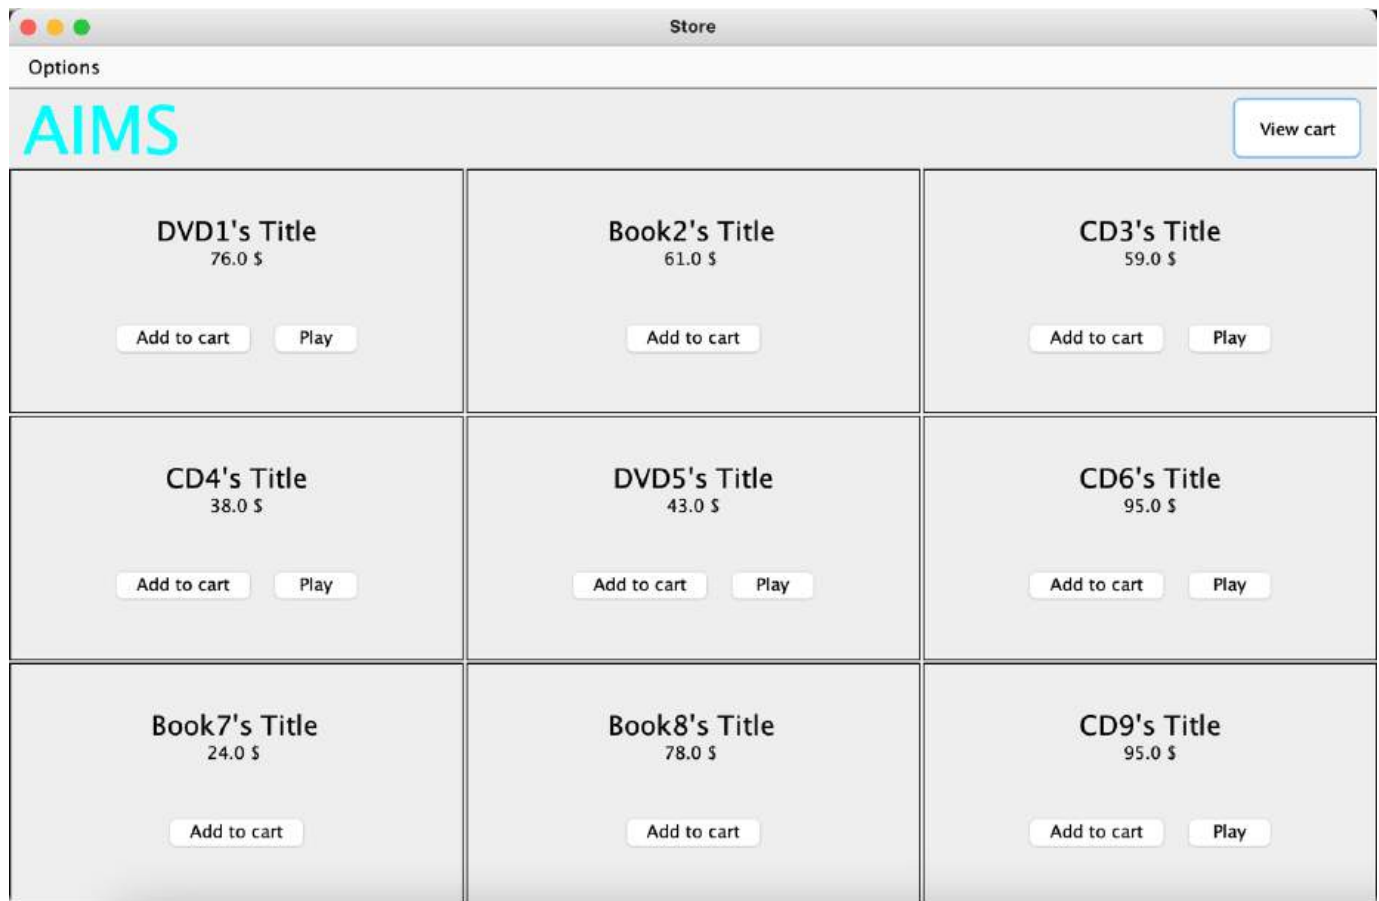 Store
Options
AIMS
View cart
DVD1's Title
76.0 $
Add to cart
Play
Book2's Title
61.0 $
Add to cart
CD3's Title
59.0 $
Add to cart
Play
CD4's Title
38.0 $
Add to cart
Play
DVD5's Title
43.0 $
Add to cart
Play
CD6's Title
95.0 $
Add to cart
Play
Book7's Title
24.0 $
Add to cart
Book8's Title
78.0 $
Add to cart
CD9's Title
95.0 $
Add to cart
Play